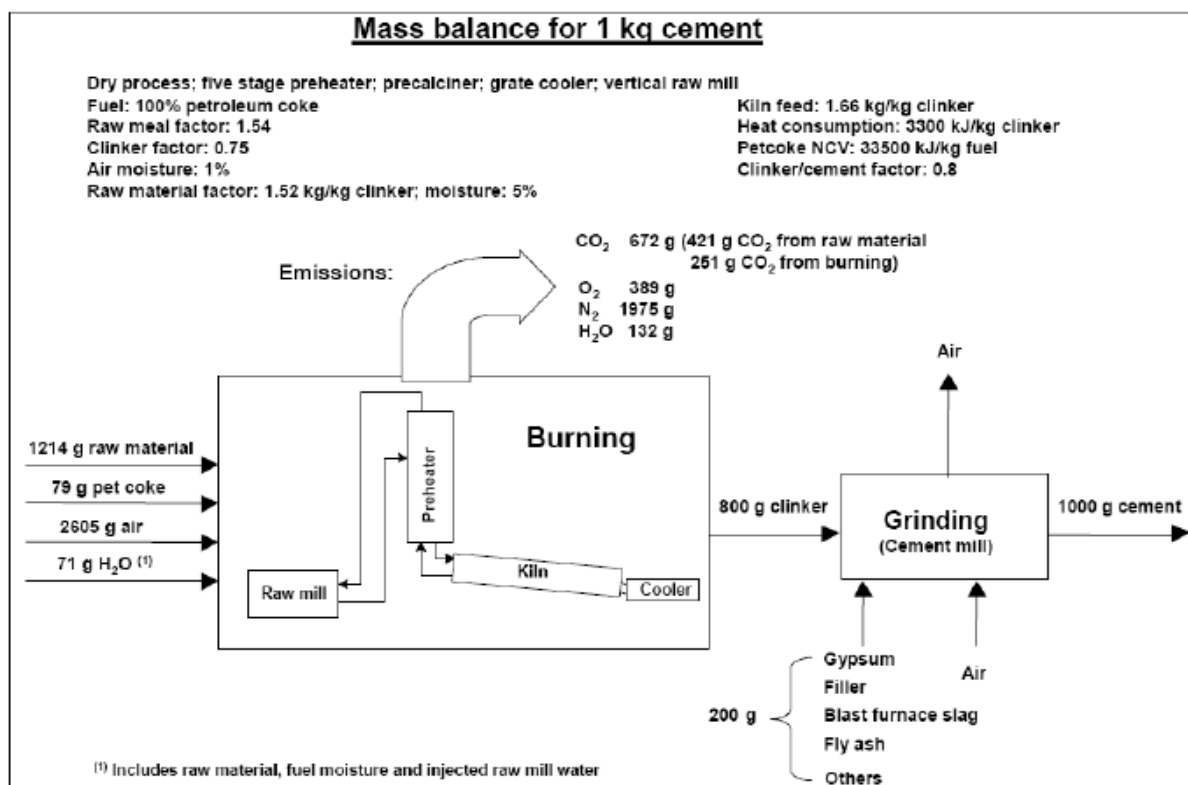 Mass balance for 1 kq cement
Dry process; five stage preheater; precalciner; grate cooler; vertical raw mill
Fuel: 100% petroleum coke
Raw meal factor: 1.54
Clinker factor: 0.75
Air moisture: 1%
Raw material factor: 1.52 kg/kg clinker; moisture: 5%
Kiln feed: 1.66 kg/kg clinker
Heat consumption: 3300 kJ/kg clinker
Petcoke NCV: 33500 kJ/kg fuel
Clinker/cement factor: 0.8
Emissions:
CO₂ 672 g (421 g CO₂ from raw material
251 g CO₂ from burning)
O₂ 389 g
N₂ 1975 g
H₂O 132 g
1214 g raw material
79 g pet coke
2605 g air
71 g H₂O ⁽¹⁾
Burning
Preheater
Raw mill
Kiln
Cooler
800 g clinker
Air
Grinding
(Cement mill)
1000 g cement
200 g
Gypsum
Filler
Blast furnace slag
Fly ash
Others
Air
⁽¹⁾ Includes raw material, fuel moisture and injected raw mill water